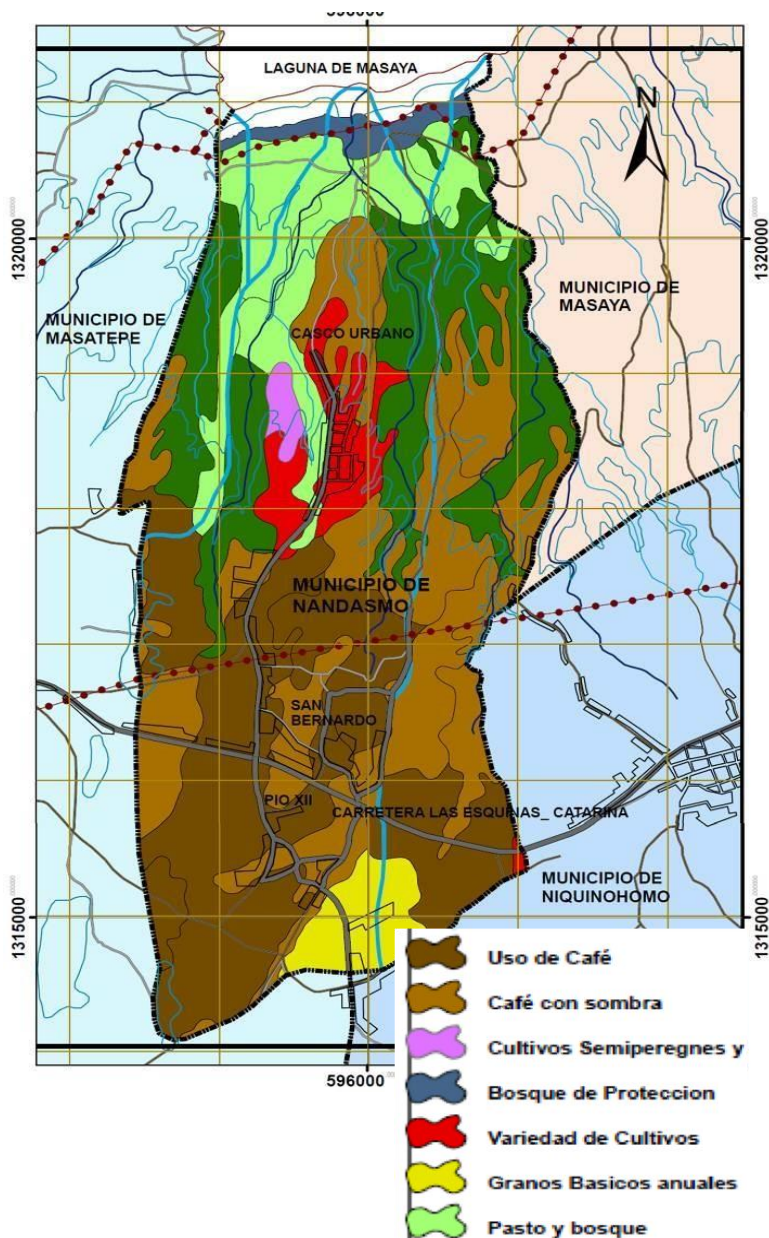 LAGUNA DE MASAYA
N
1320000
1320000
MUNICIPIO DE
MASATEPE
MUNICIPIO DE
MASAYA
CASCO URBANO
MUNICIPIO DE
NANDASMO
SAN
BERNARDO
PIO XII
CARRETERA LAS ESQUINAS_ CATARINA
MUNICIPIO DE
NIQUINOHOMO
1315000
1315000
596000
Uso de Café
Café con sombra
Cultivos Semiperegnes y
Bosque de Proteccion
Variedad de Cultivos
Granos Basicos anuales
Pasto y bosque